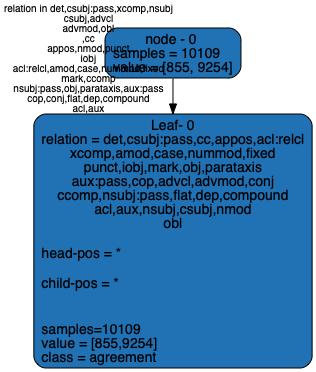 relation in det,csubj:pass,xcomp,nsubj
csubj,advcl
advmod,obl
,cc
appos,nmod,punct
iobj
acl:relcl,amod,case,nummod,fixed
mark,ccomp
nsubj:pass,obj,parataxis,aux:pass
cop,conj,flat,dep,compound
acl,aux
node - 0
samples = 10109
value = [855, 9254]
Leaf- 0
relation = det,csubj:pass,cc,appos,acl:relcl
xcomp,amod,case,nummod,fixed
punct,iobj,mark,obj,parataxis
aux:pass,cop,advcl,advmod,conj
ccomp,nsubj:pass,flat,dep,compound
acl,aux,nsubj,csubj,nmod
obl
head-pos = *
child-pos = *
samples=10109
value = [855,9254]
class = agreement